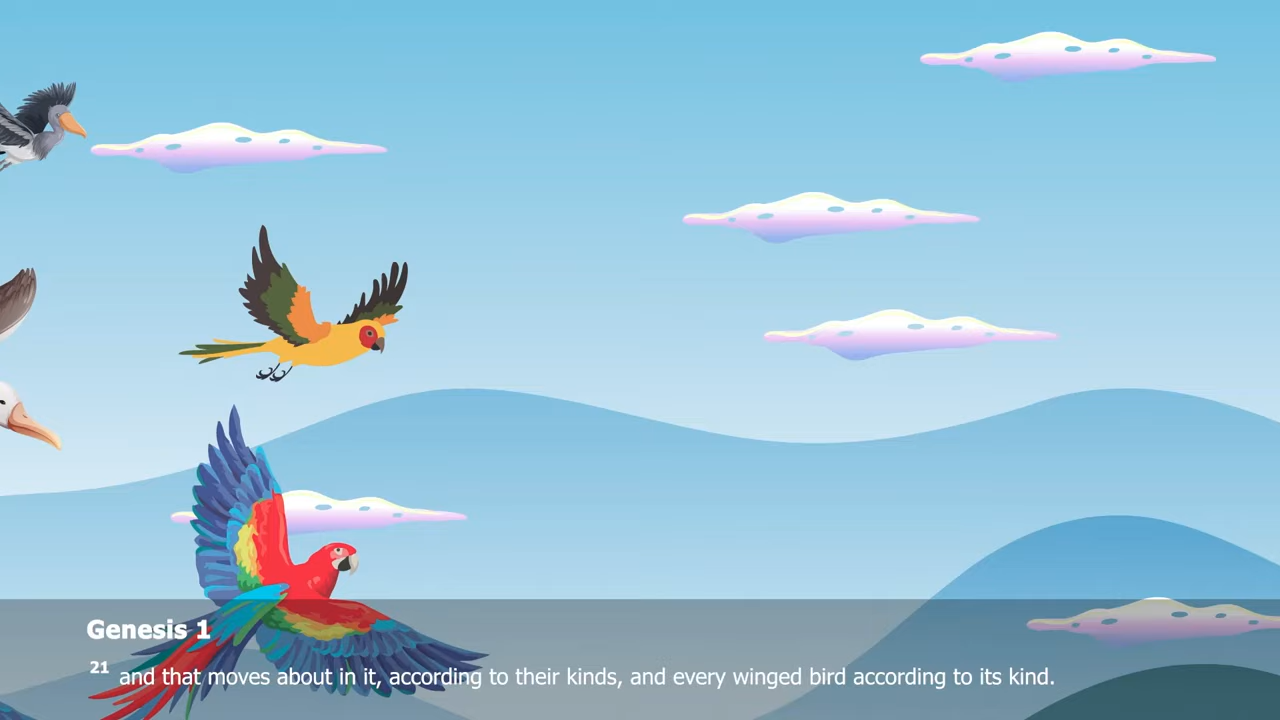 Genesis 1
21 and that moves about in it, according to their kinds, and every winged bird according to its kind.